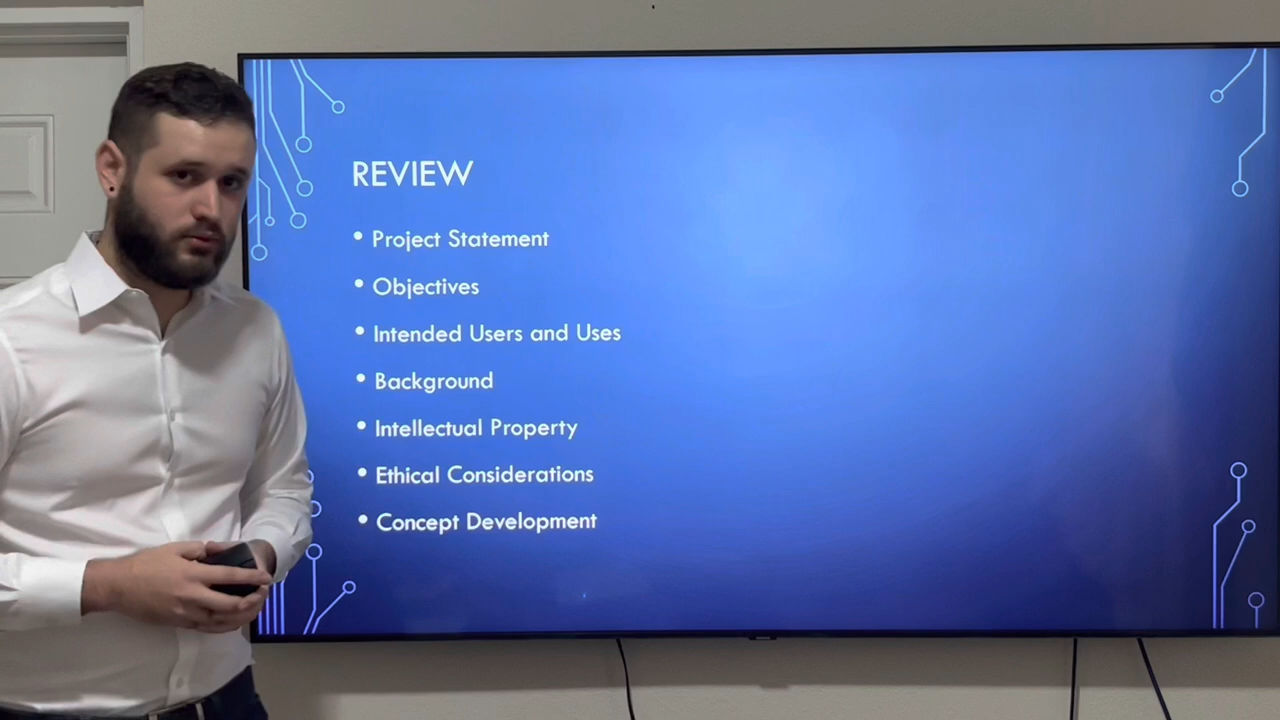 REVIEW
• Project Statement
• Objectives
• Intended Users and Uses
• Background
• Intellectual Property
• Ethical Considerations
• Concept Development